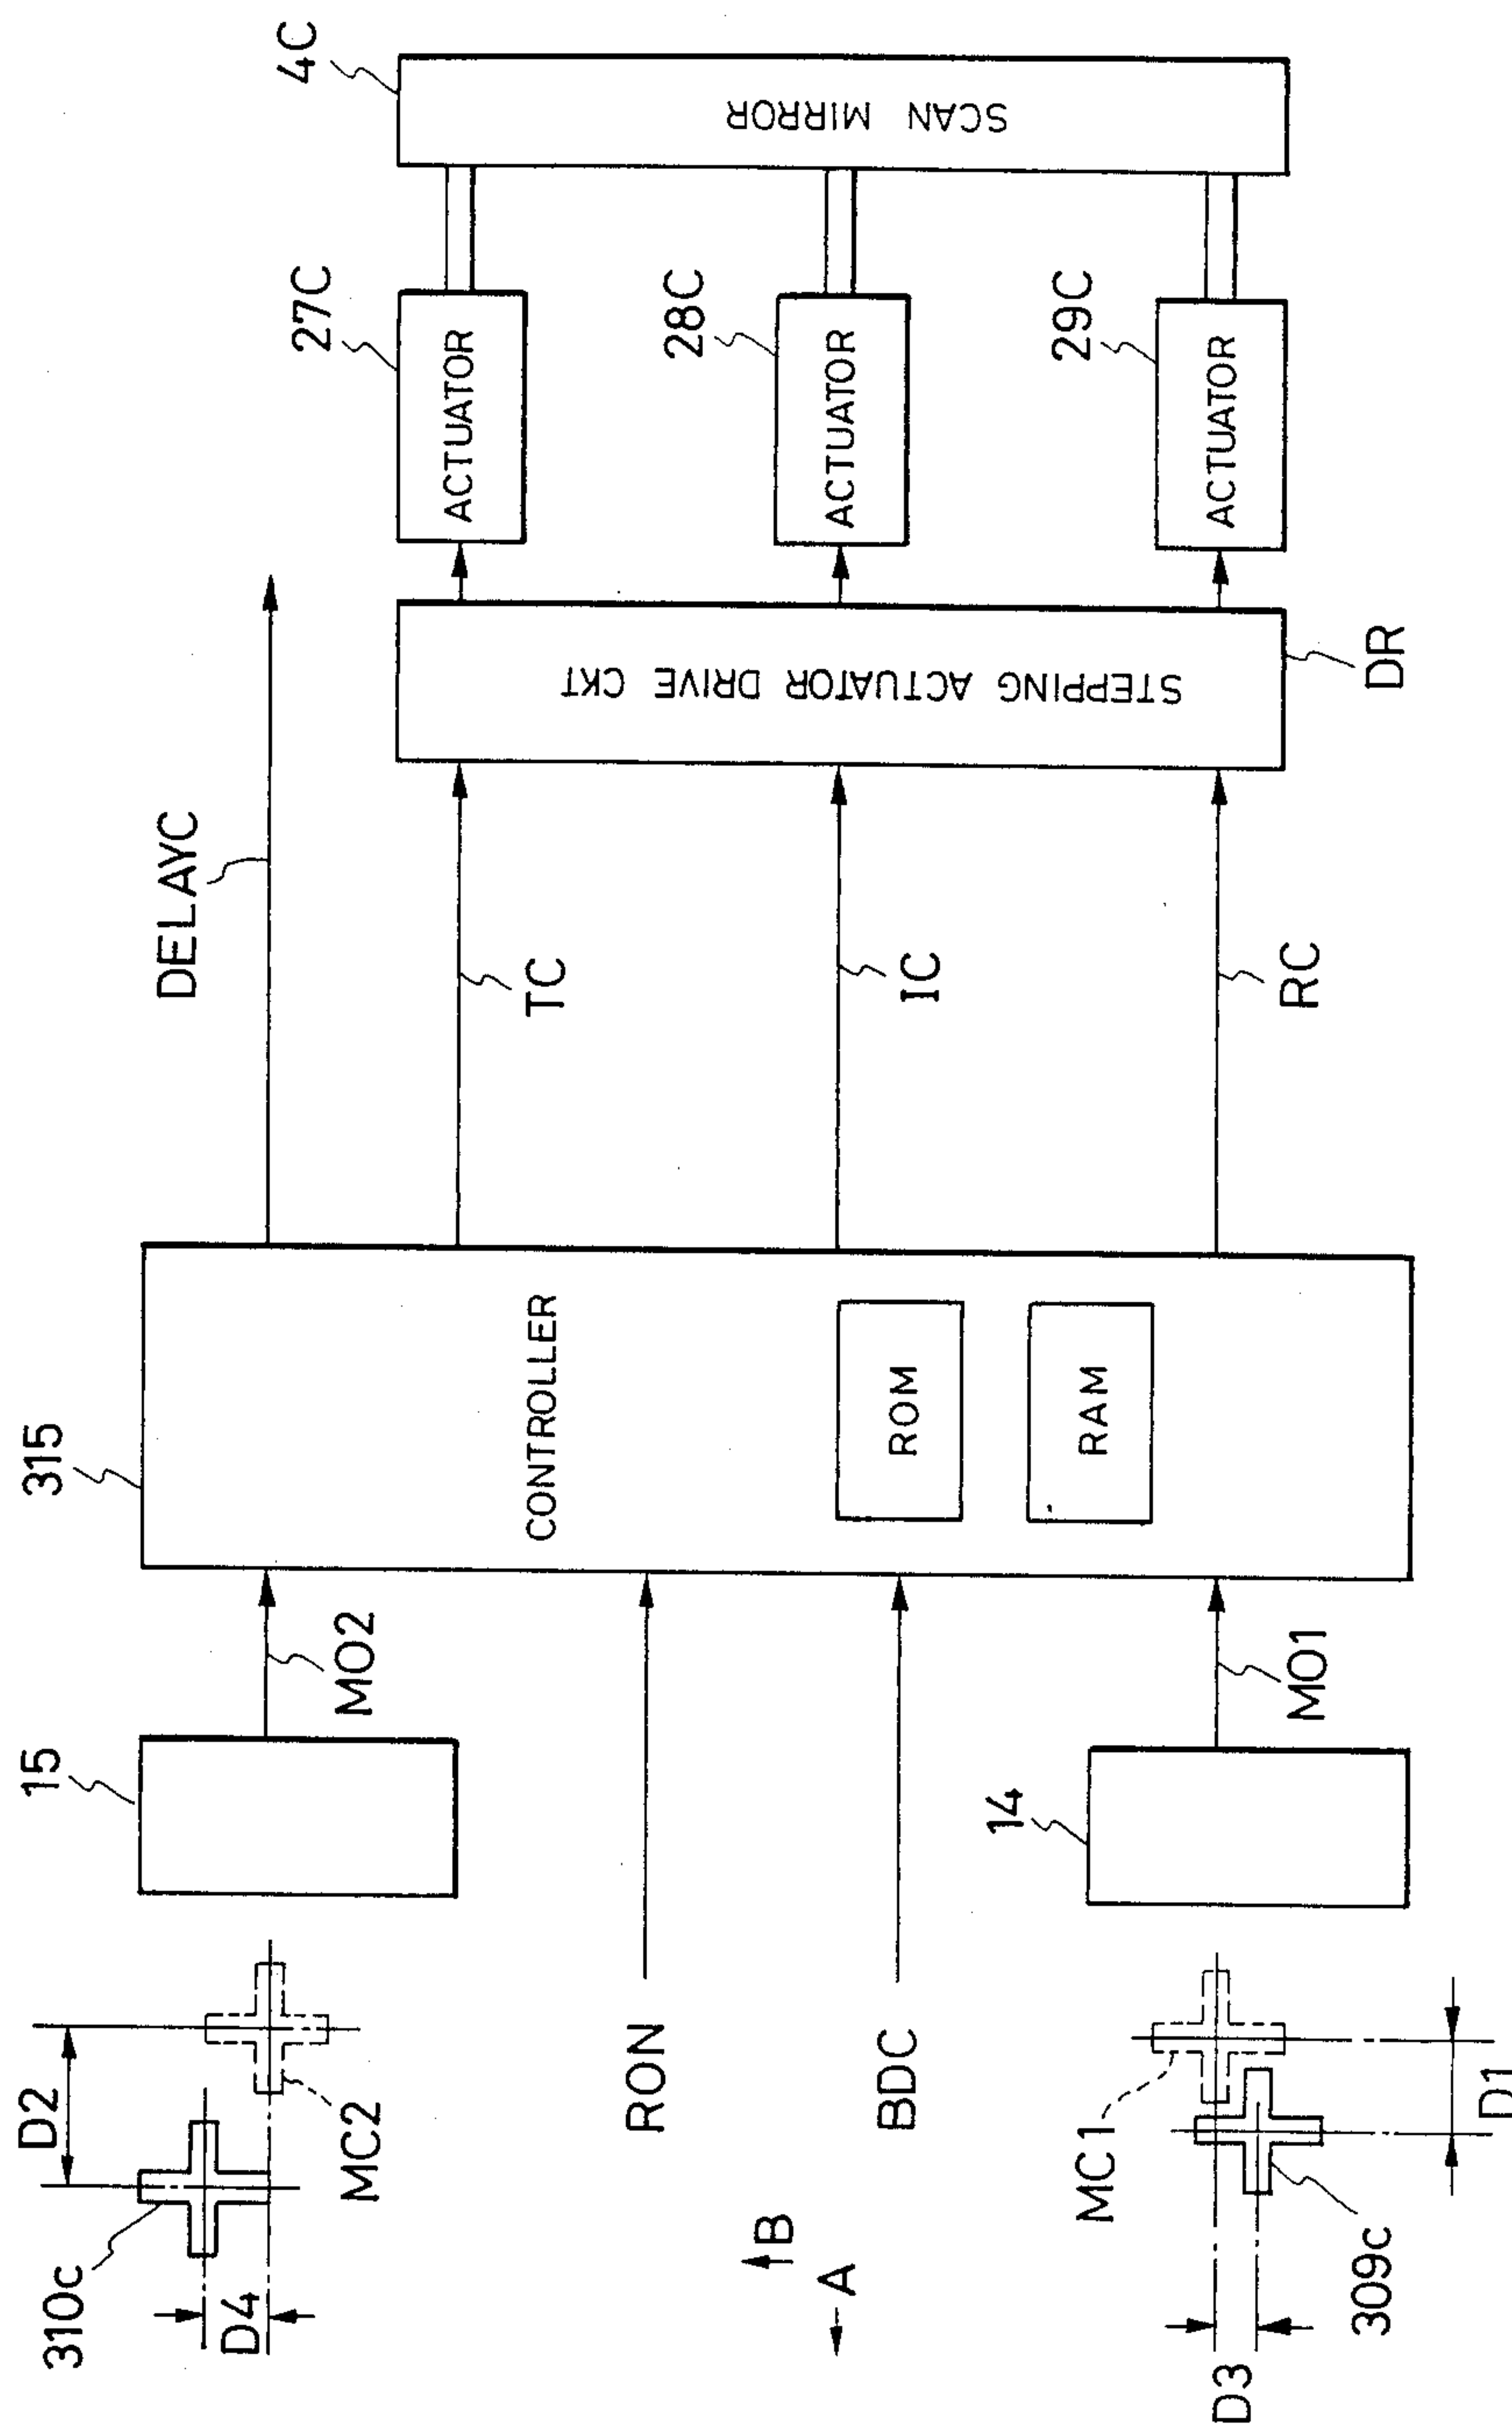 4C
SCAN MIRROR
27C
ACTUATOR
28C
ACTUATOR
29C
ACTUATOR
STEPPING ACTUATOR DRIVE CKT
DR
DELAYC
TC
IC
RC
315
CONTROLLER
ROM
RAM
MO2
MO1
15
14
RON
BDC
D2
MC2
310c
D4
B
A
MC1
D1
309c
D3